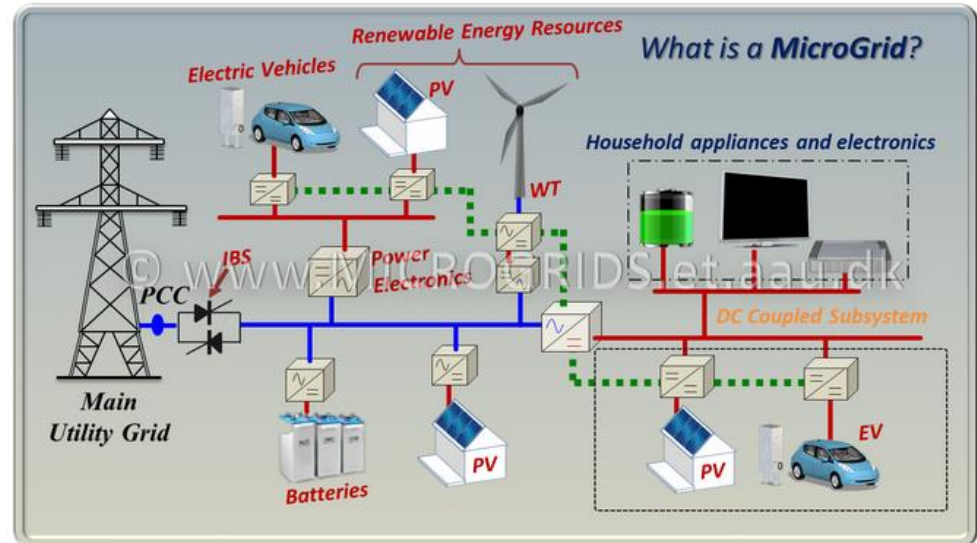 Renewable Energy Resources
What is a MicroGrid?
Electric Vehicles
PV
Household appliances and electronics
WT
© www.MICROGRIDS.et.aau.dk
IBS
Power
Electronics
PCC
DC Coupled Subsystem
Main
Utility Grid
Batteries
PV
PV
EV